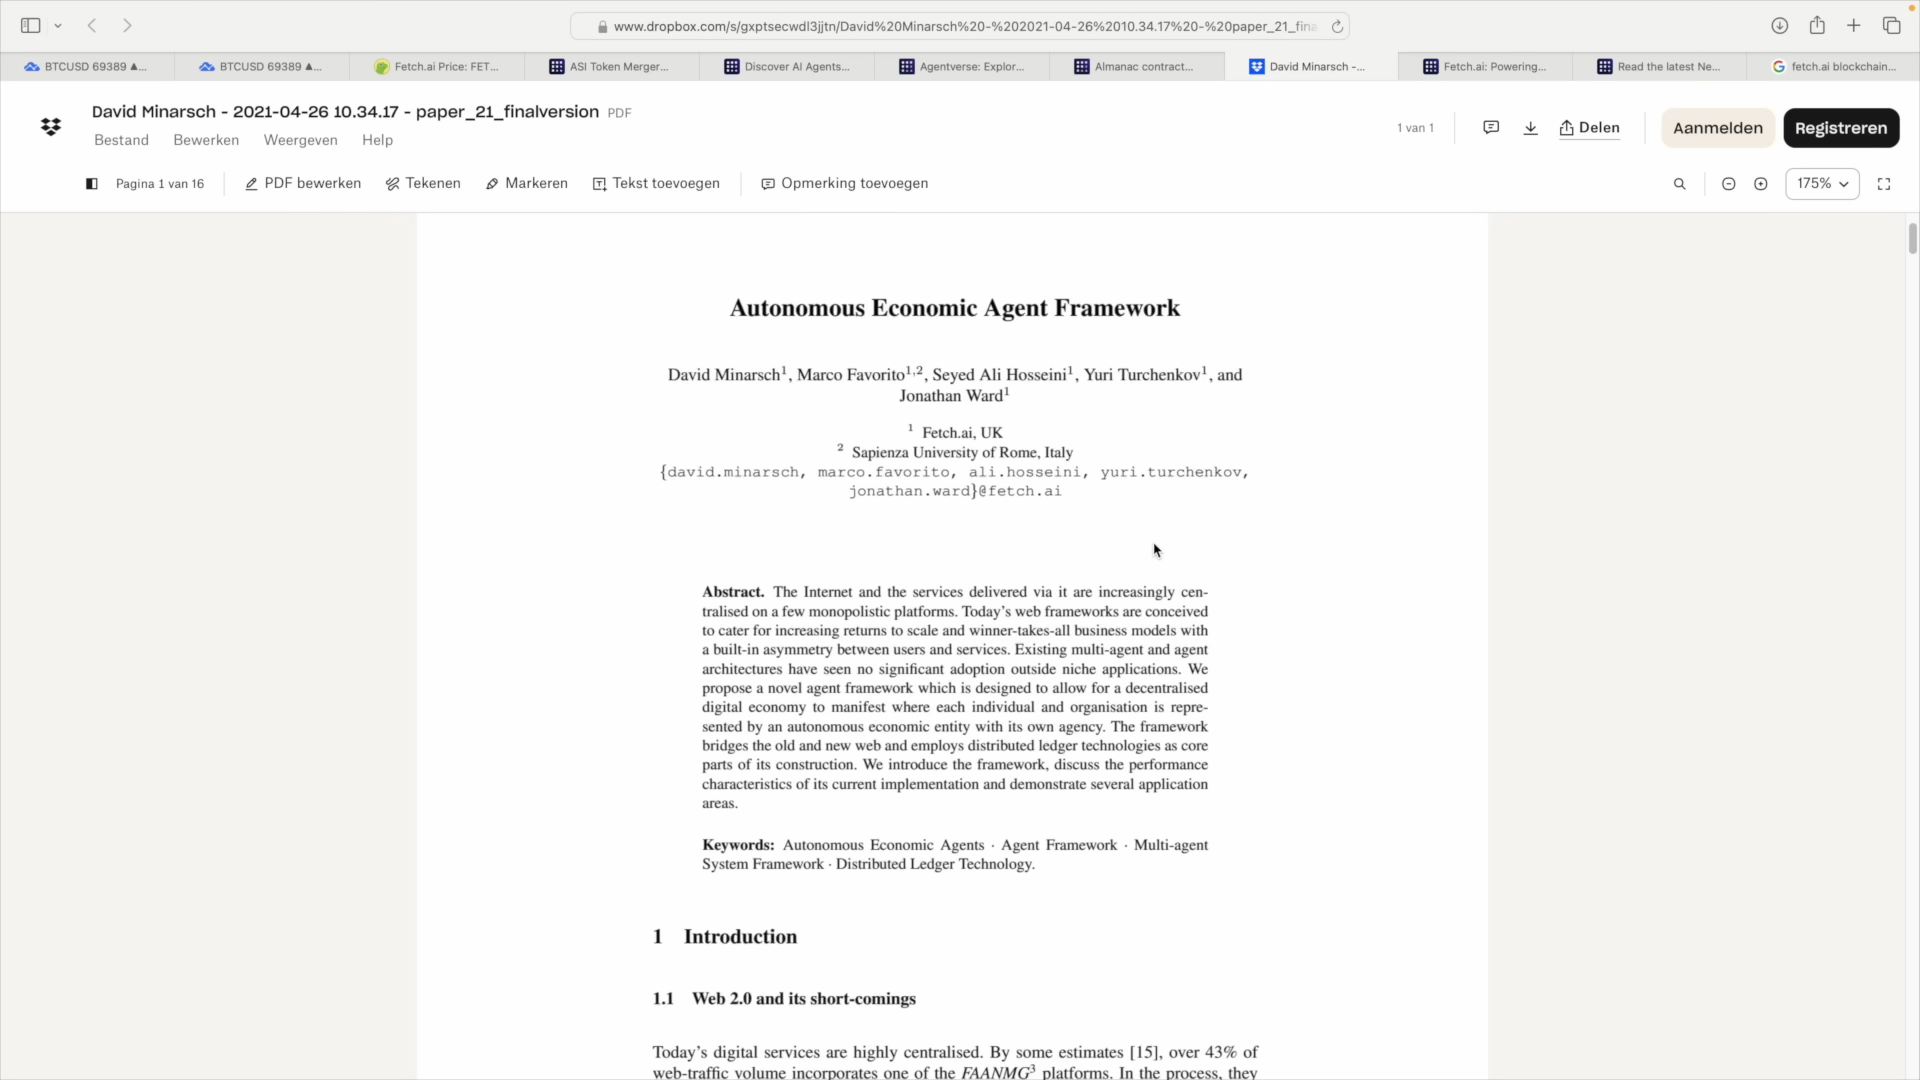 www.dropbox.com/s/gxptsecwdl3jjtn/David%20Minarsch%20-%202021-04-26%2010.34.17%20-%20paper_21_fina
BTCUSD 69389 ▲...
BTCUSD 69389 ▲...
Fetch.ai Price: FET...
ASI Token Merger...
Discover AI Agents...
Agentverse: Explor...
Almanac contract...
David Minarsch -...
Fetch.ai: Powering...
Read the latest Ne...
fetch.ai blockchain...
David Minarsch - 2021-04-26 10.34.17 - paper_21_finalversion PDF
Bestand Bewerken Weergeven Help
1 van 1
Delen
Aanmelden
Registreren
Pagina 1 van 16
PDF bewerken
Tekenen
Markeren
Tekst toevoegen
Opmerking toevoegen
175%
Autonomous Economic Agent Framework
David Minarsch1, Marco Favorito1,2, Seyed Ali Hosseini1, Yuri Turchenkov1, and
Jonathan Ward1
1 Fetch.ai, UK
2 Sapienza University of Rome, Italy
{david.minarsch, marco.favorito, ali.hosseini, yuri.turchenkov,
jonathan.ward}@fetch.ai
Abstract. The Internet and the services delivered via it are increasingly cen-
tralised on a few monopolistic platforms. Today's web frameworks are conceived
to cater for increasing returns to scale and winner-takes-all business models with
a built-in asymmetry between users and services. Existing multi-agent and agent
architectures have seen no significant adoption outside niche applications. We
propose a novel agent framework which is designed to allow for a decentralised
digital economy to manifest where each individual and organisation is repre-
sented by an autonomous economic entity with its own agency. The framework
bridges the old and new web and employs distributed ledger technologies as core
parts of its construction. We introduce the framework, discuss the performance
characteristics of its current implementation and demonstrate several application
areas.
Keywords: Autonomous Economic Agents · Agent Framework · Multi-agent
System Framework · Distributed Ledger Technology.
1 Introduction
1.1 Web 2.0 and its short-comings
Today's digital services are highly centralised. By some estimates [15], over 43% of
web-traffic volume incorporates one of the FAANMG3 platforms. In the process, they